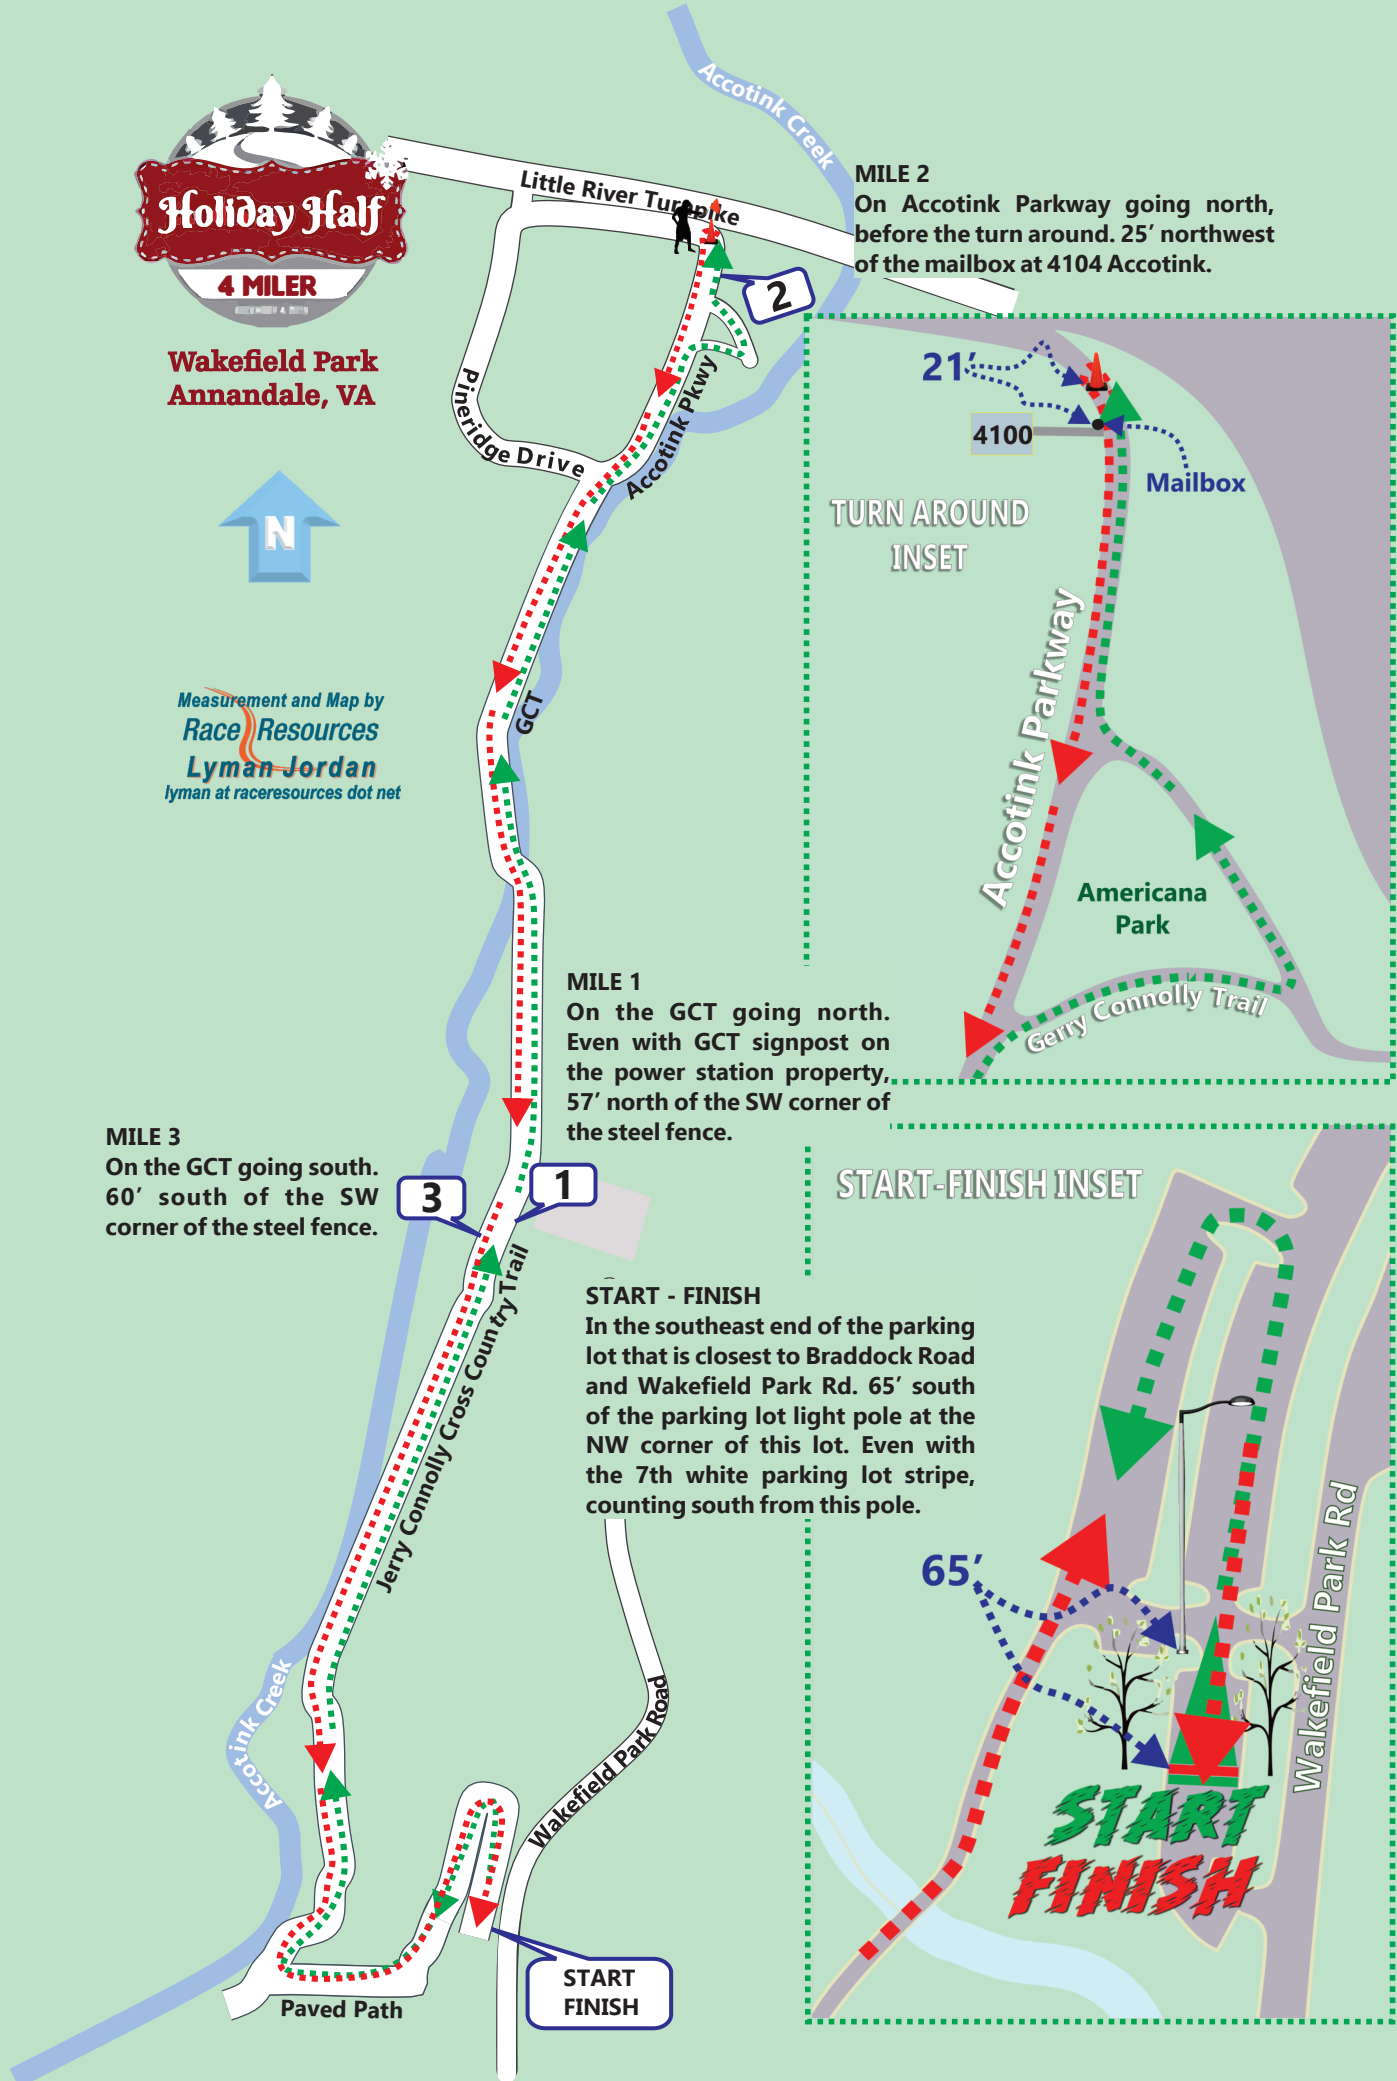 Holiday Half
4 MILER
Wakefield Park
Annandale, VA
N
Measurement and Map by
Race Resources
Lyman Jordan
lyman at raceresources dot net
Accotink Creek
Little River Turnpike
2
Pineridge Drive
Accotink Pkwy
GCT
MILE 2
On Accotink Parkway going north,
before the turn around. 25’ northwest
of the mailbox at 4104 Accotink.
21’
4100
Mailbox
TURN AROUND
INSET
Accotink Parkway
Americana
Park
Gerry Connolly Trail
MILE 1
On the GCT going north.
Even with GCT signpost on
the power station property,
57’ north of the SW corner of
the steel fence.
MILE 3
On the GCT going south.
60’ south of the SW
corner of the steel fence.
3
1
Jerry Connolly Cross Country Trail
START - FINISH
In the southeast end of the parking
lot that is closest to Braddock Road
and Wakefield Park Rd. 65’ south
of the parking lot light pole at the
NW corner of this lot. Even with
the 7th white parking lot stripe,
counting south from this pole.
START-FINISH INSET
65’
Wakefield Park Rd
START
FINISH
Accotink Creek
Wakefield Park Road
Paved Path
START
FINISH